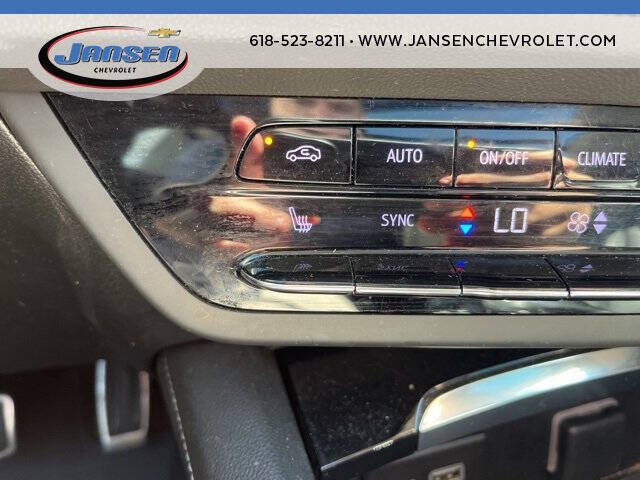 JANSEN
CHEVROLET
618-523-8211 • WWW.JANSENCHEVROLET.COM
AUTO ON/OFF CLIMATE
SYNC LO